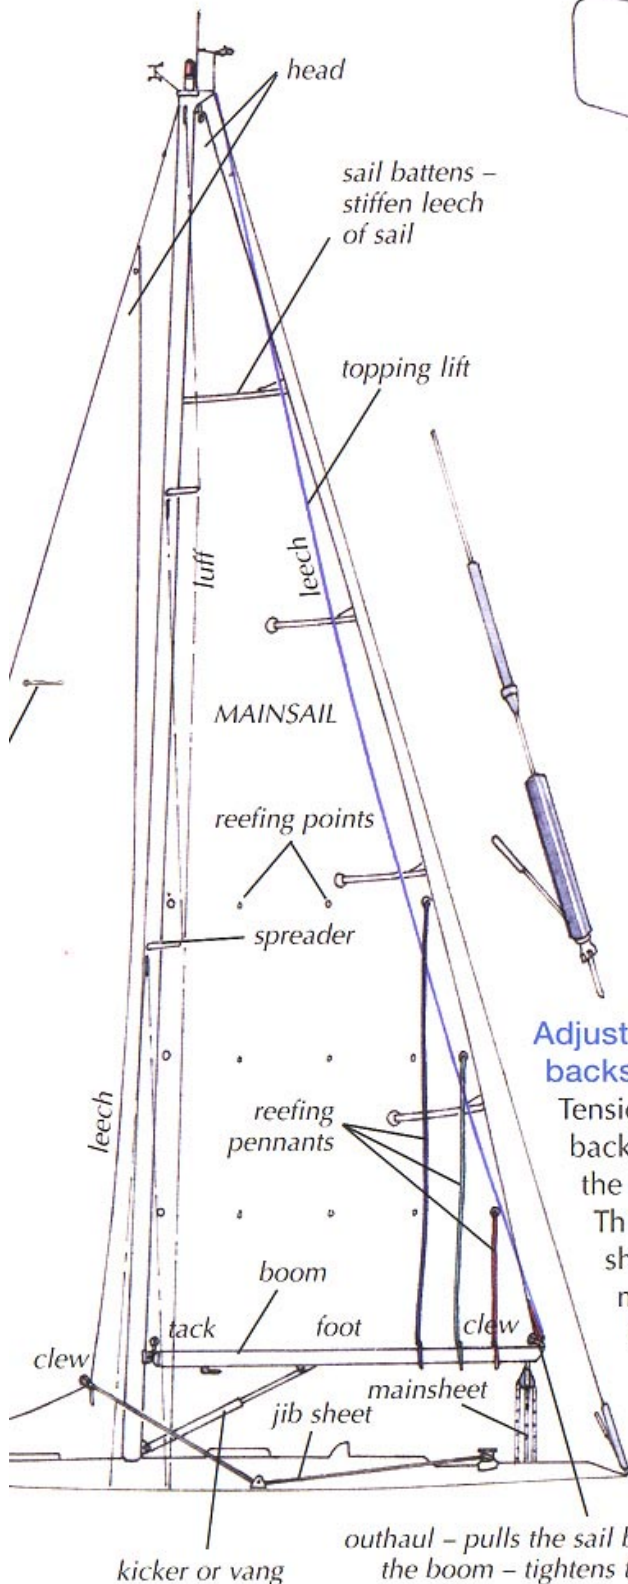 head
sail battens –
stiffen leech
of sail
topping lift
luff
leech
MAINSAIL
reefing points
spreader
Adjust
backs
Tensi
back
the
leech
reefing
pennants
Th
sh
boom
tack
foot
clew
clew
mainsheet
jib sheet
outhaul – pulls the sail b
kicker or vang
the boom – tightens t